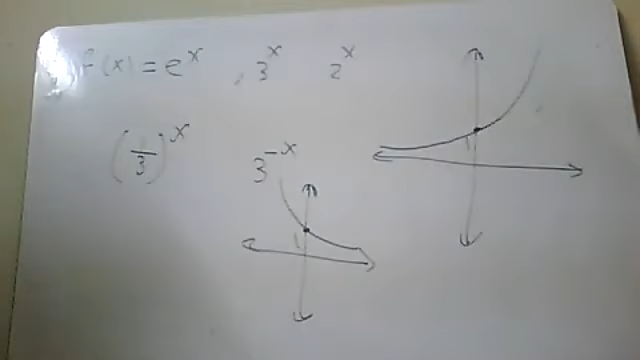 f(x) = e^x , 3^x 2^x
(1/3)^x 3^-x
1
1